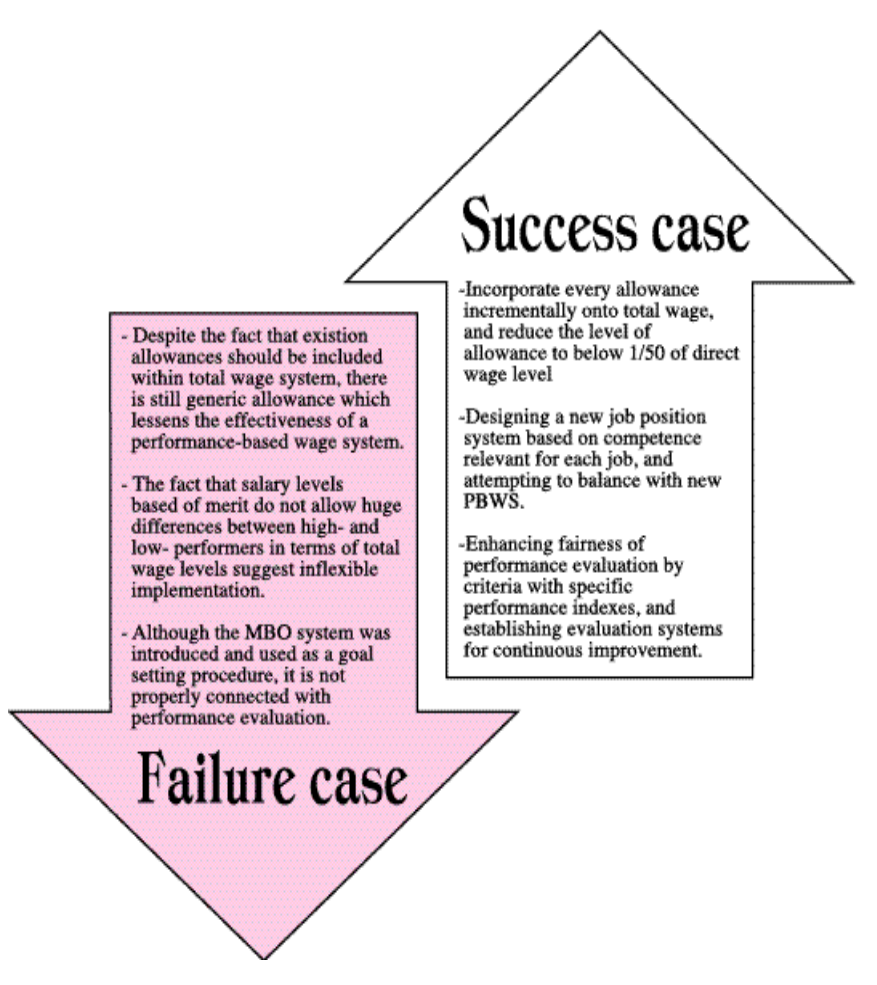 - Despite the fact that existion
allowances should be included
within total wage system, there
is still generic allowance which
lessens the effectiveness of a
performance-based wage system.
- The fact that salary levels
based of merit do not allow huge
differences between high- and
low- performers in terms of total
wage levels suggest inflexible
implementation.
- Although the MBO system was
introduced and used as a goal
setting procedure, it is not
properly connected with
performance evaluation.
Failure case
Success case
-Incorporate every allowance
incrementally onto total wage,
and reduce the level of
allowance to below 1/50 of direct
wage level
-Designing a new job position
system based on competence
relevant for each job, and
attempting to balance with new
PBWS.
-Enhancing fairness of
performance evaluation by
criteria with specific
performance indexes, and
establishing evaluation systems
for continuous improvement.